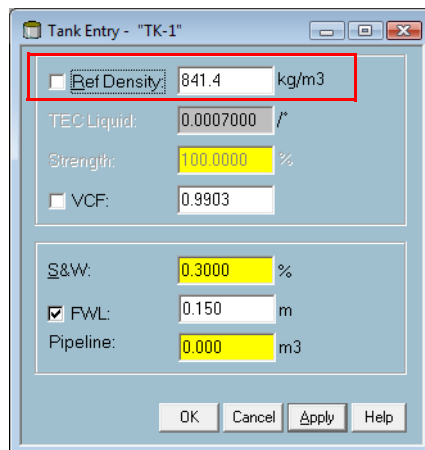 Tank Entry - "TK-1"
Ref Density: 841.4 kg/m3
TEC Liquid: 0.0007000 /°
Strength: 100.0000 %
VCF: 0.9903
S&W: 0.3000 %
FWL: 0.150 m
Pipeline: 0.000 m3
OK Cancel Apply Help